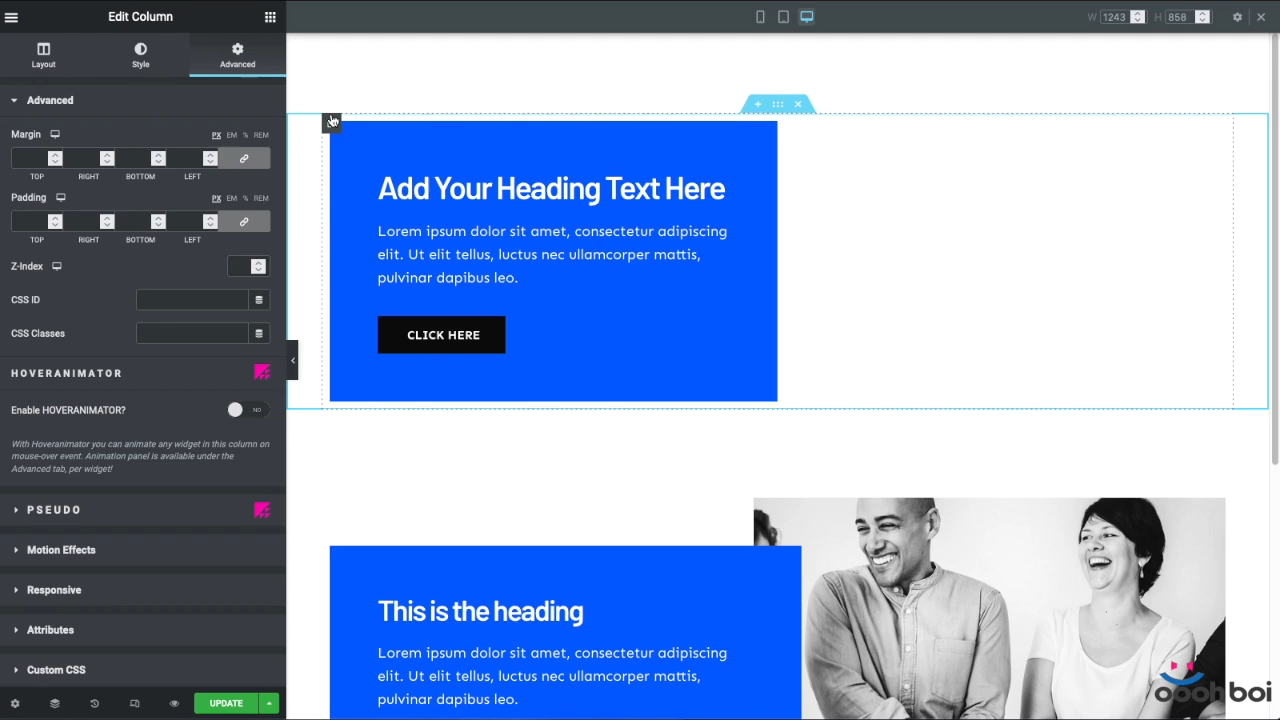 Edit Column
W 1243 H 858
Layout
Style
Advanced
Advanced
Margin PX EM % REM
TOP RIGHT BOTTOM LEFT
Padding PX EM % REM
TOP RIGHT BOTTOM LEFT
Z-Index
CSS ID
CSS Classes
HOVERANIMATOR
Enable HOVERANIMATOR? NO
With Hoveranimator you can animate any widget in this column on
mouse-over event. Animation panel is available under the
Advanced tab, per widget!
PSEUDO
Motion Effects
Responsive
Attributes
Custom CSS
UPDATE
Add Your Heading Text Here
Lorem ipsum dolor sit amet, consectetur adipiscing
elit. Ut elit tellus, luctus nec ullamcorper mattis,
pulvinar dapibus leo.
CLICK HERE
This is the heading
Lorem ipsum dolor sit amet, consectetur adipiscing
elit. Ut elit tellus, luctus nec ullamcorper mattis,
pulvinar dapibus leo.
ooohboi